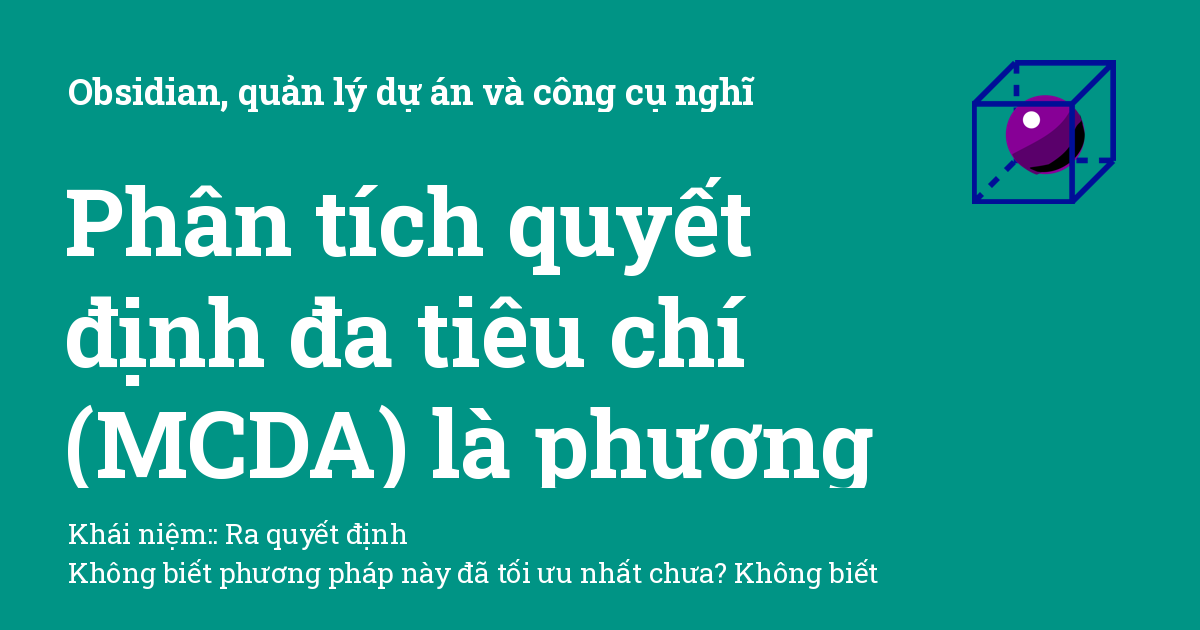 Obsidian, quản lý dự án và công cụ nghĩ
Phân tích quyết
định đa tiêu chí
(MCDA) là phương
Khái niệm:: Ra quyết định
Không biết phương pháp này đã tối ưu nhất chưa? Không biết